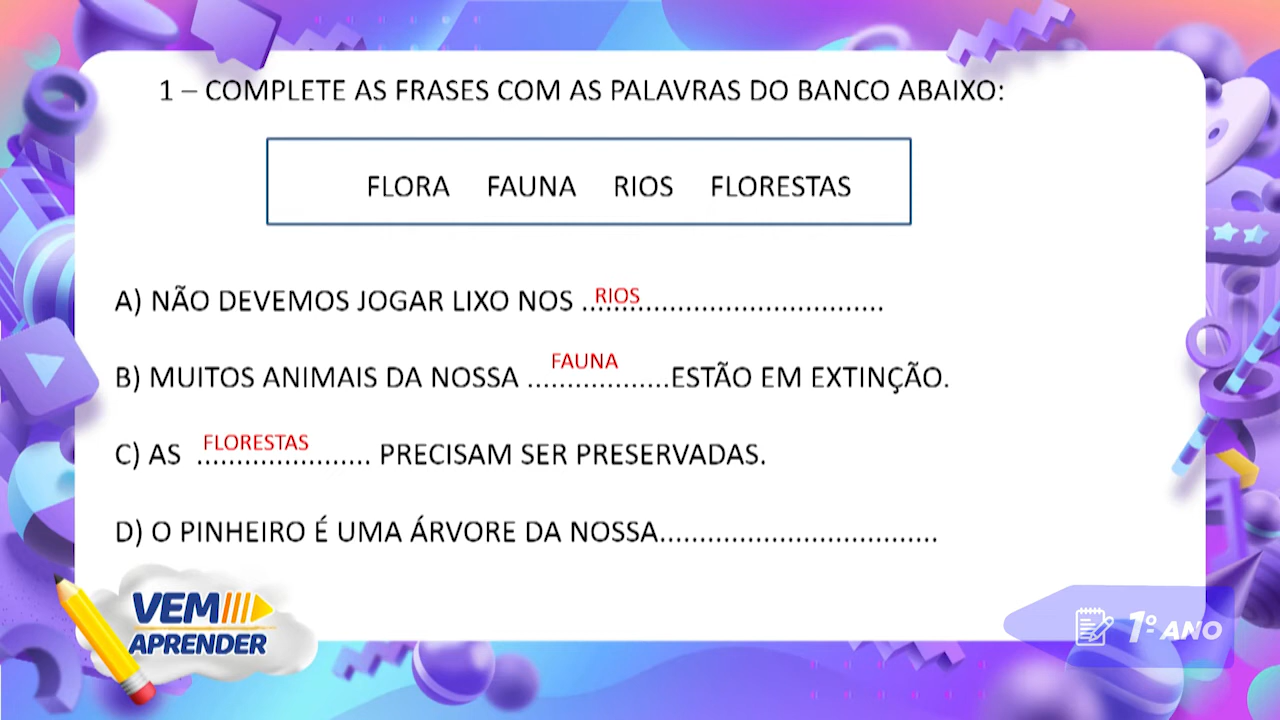 1 – COMPLETE AS FRASES COM AS PALAVRAS DO BANCO ABAIXO:
FLORA FAUNA RIOS FLORESTAS
A) NÃO DEVEMOS JOGAR LIXO NOS ..RIOS....................................
B) MUITOS ANIMAIS DA NOSSA ..FAUNA................ESTÃO EM EXTINÇÃO.
C) AS FLORESTAS...................... PRECISAM SER PRESERVADAS.
D) O PINHEIRO É UMA ÁRVORE DA NOSSA...................................
VEM
APRENDER
1º ANO